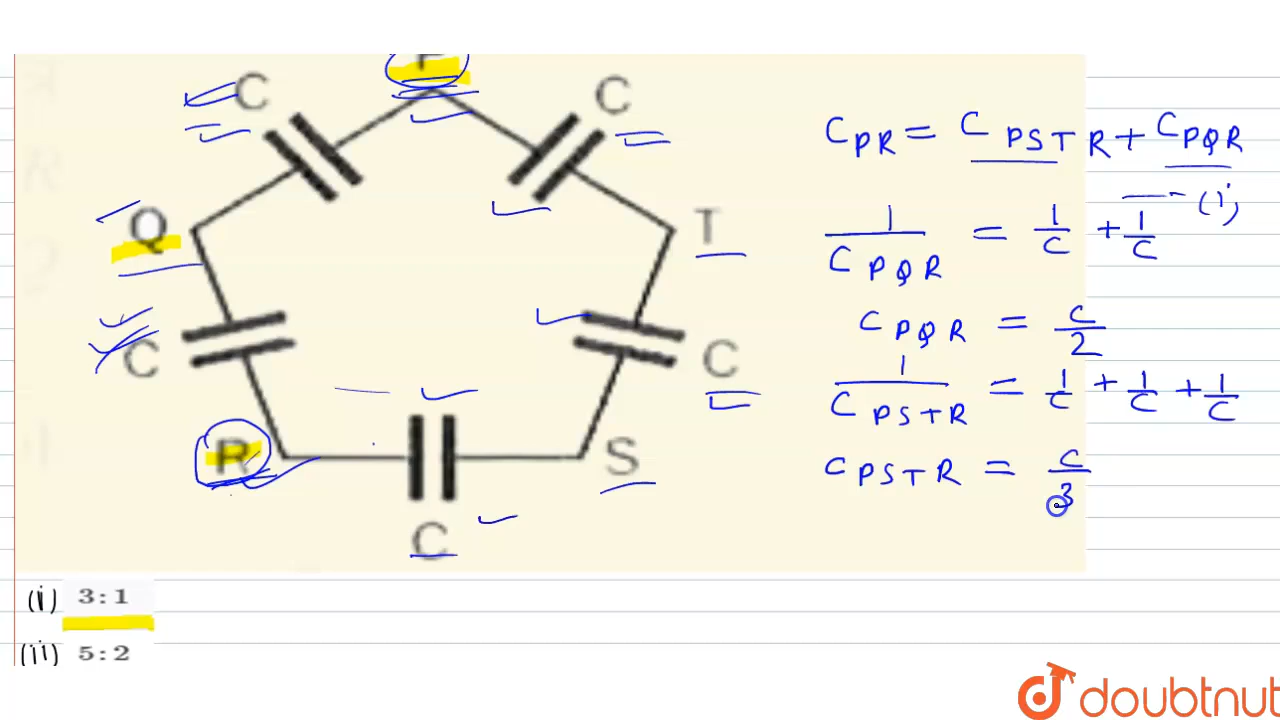 P
C
C
Q
T
C
C
R
S
C
C_PR = C_PSTR + C_PQR
-(i)
1/C_PQR = 1/C + 1/C
C_PQR = C/2
1/C_PSTR = 1/C + 1/C + 1/C
C_PSTR = C/3
(i) 3:1
(ii) 5:2
doubtnut